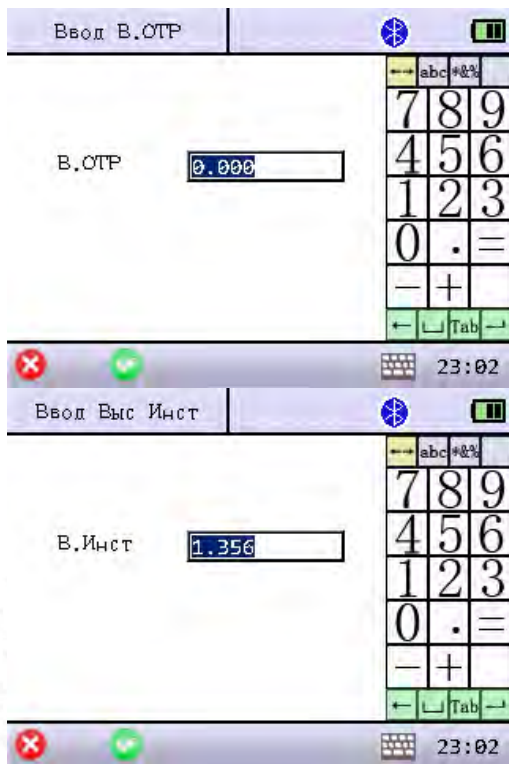 Ввод В.ОТР
←→ abc *&%
7 8 9
В.ОТР 0.000
4 5 6
1 2 3
0 . =
- +
Tab
23:02
Ввод Выс Инст
←→ abc *&%
7 8 9
В.Инст 1.356
4 5 6
1 2 3
0 . =
- +
Tab
23:02